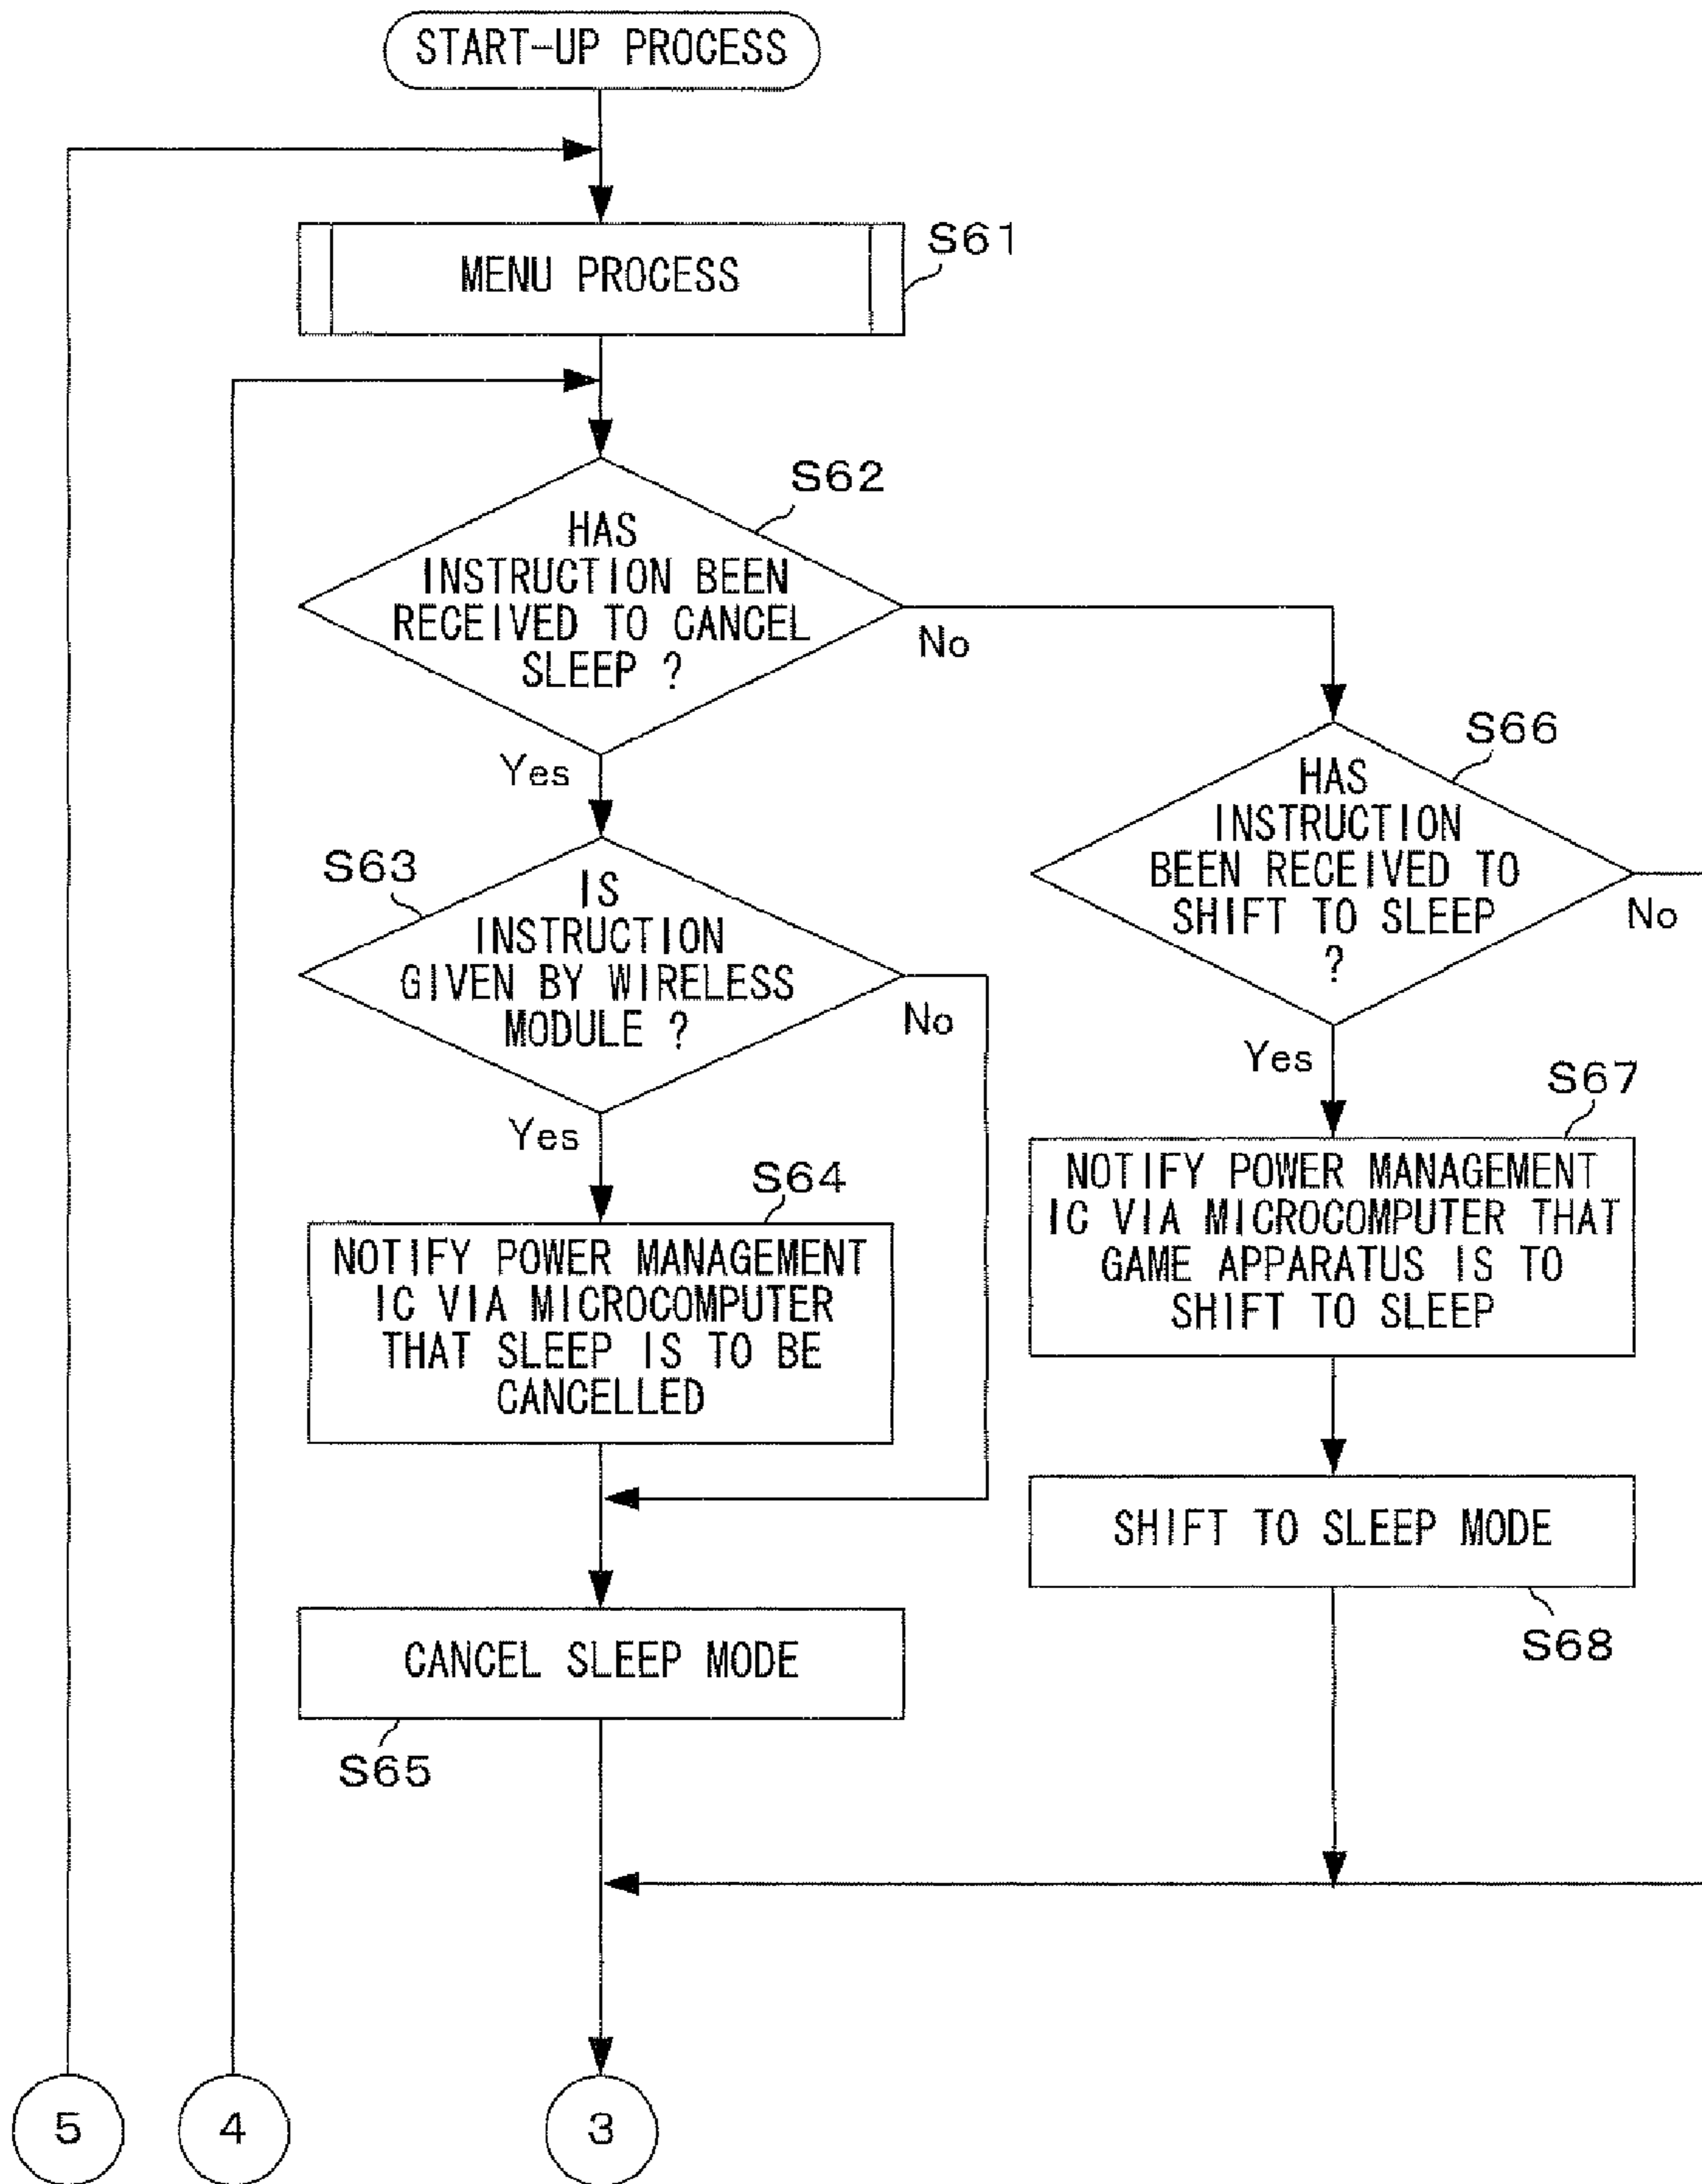 START-UP PROCESS
MENU PROCESS
S61
S62
HAS
INSTRUCTION BEEN
RECEIVED TO CANCEL
SLEEP ?
No
Yes
S63
IS
INSTRUCTION
GIVEN BY WIRELESS
MODULE ?
No
Yes
S64
NOTIFY POWER MANAGEMENT
IC VIA MICROCOMPUTER
THAT SLEEP IS TO BE
CANCELLED
CANCEL SLEEP MODE
S65
S66
HAS
INSTRUCTION
BEEN RECEIVED TO
SHIFT TO SLEEP
?
No
Yes
S67
NOTIFY POWER MANAGEMENT
IC VIA MICROCOMPUTER THAT
GAME APPARATUS IS TO
SHIFT TO SLEEP
SHIFT TO SLEEP MODE
S68
5
4
3